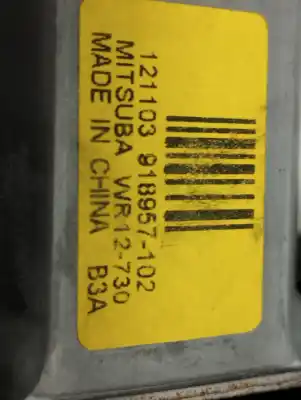 121103 918957-102
MITSUBA WR12-730
MADE IN CHINA B3A